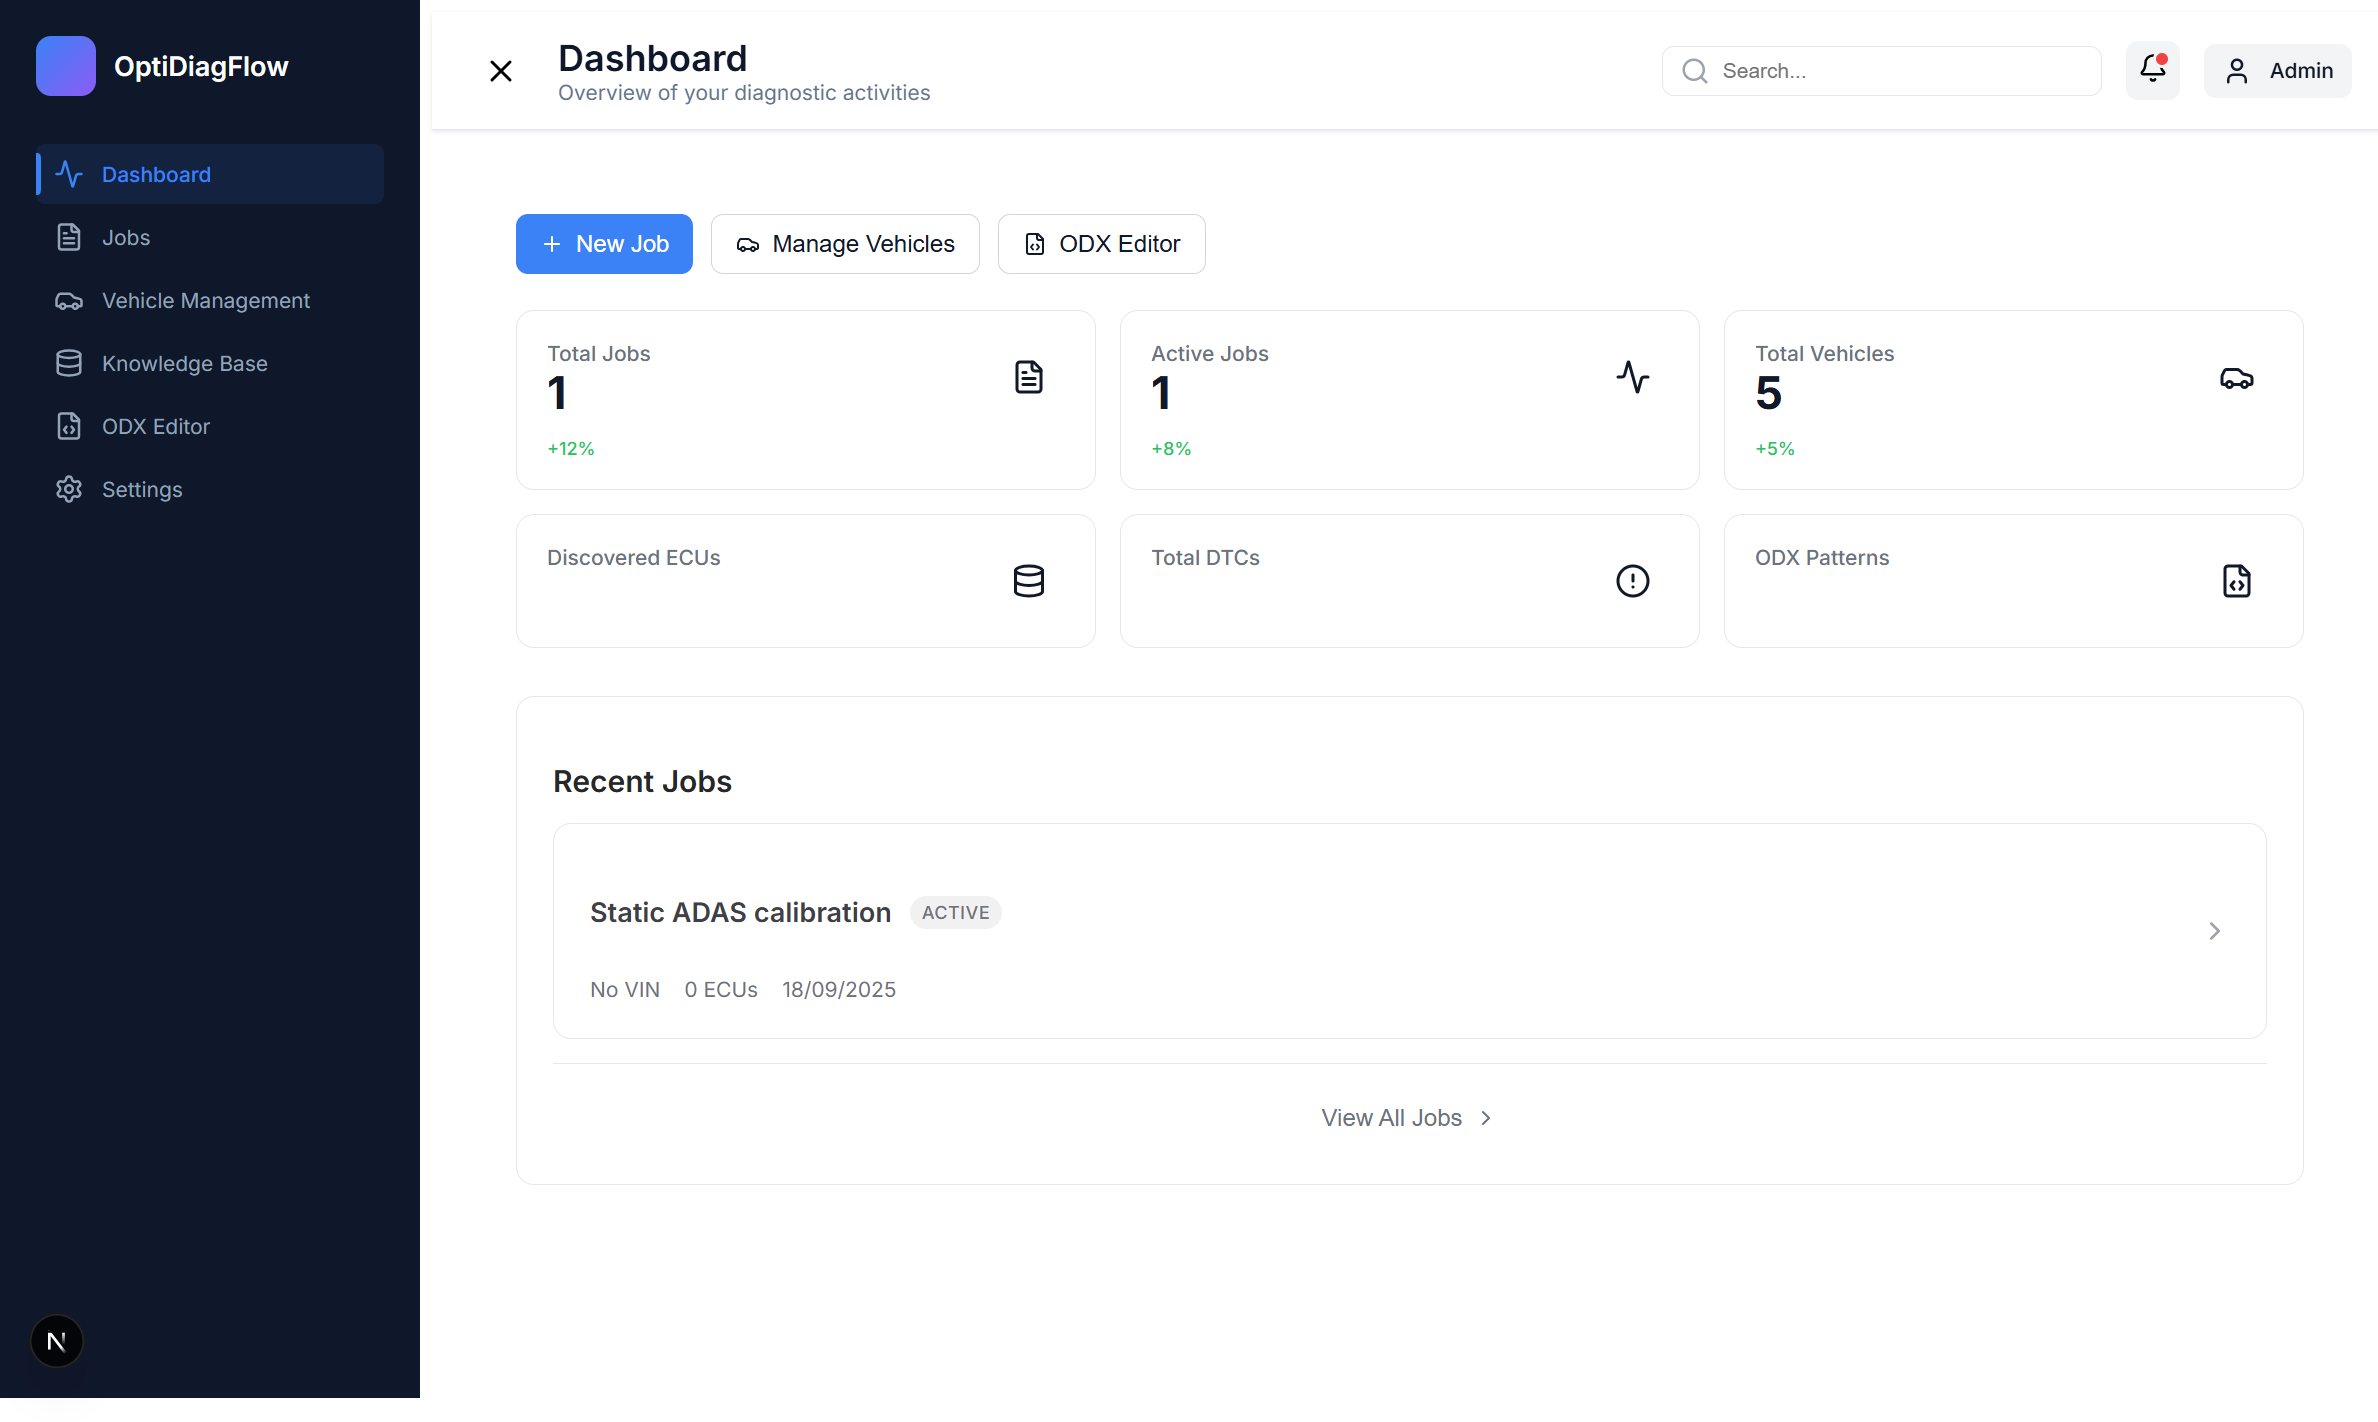 OptiDiagFlow
Dashboard
Jobs
Vehicle Management
Knowledge Base
ODX Editor
Settings
N
Dashboard
Overview of your diagnostic activities
Search...
Admin
New Job
Manage Vehicles
ODX Editor
Total Jobs
1
+12%
Active Jobs
1
+8%
Total Vehicles
5
+5%
Discovered ECUs
Total DTCs
ODX Patterns
Recent Jobs
Static ADAS calibration ACTIVE
No VIN 0 ECUs 18/09/2025
View All Jobs